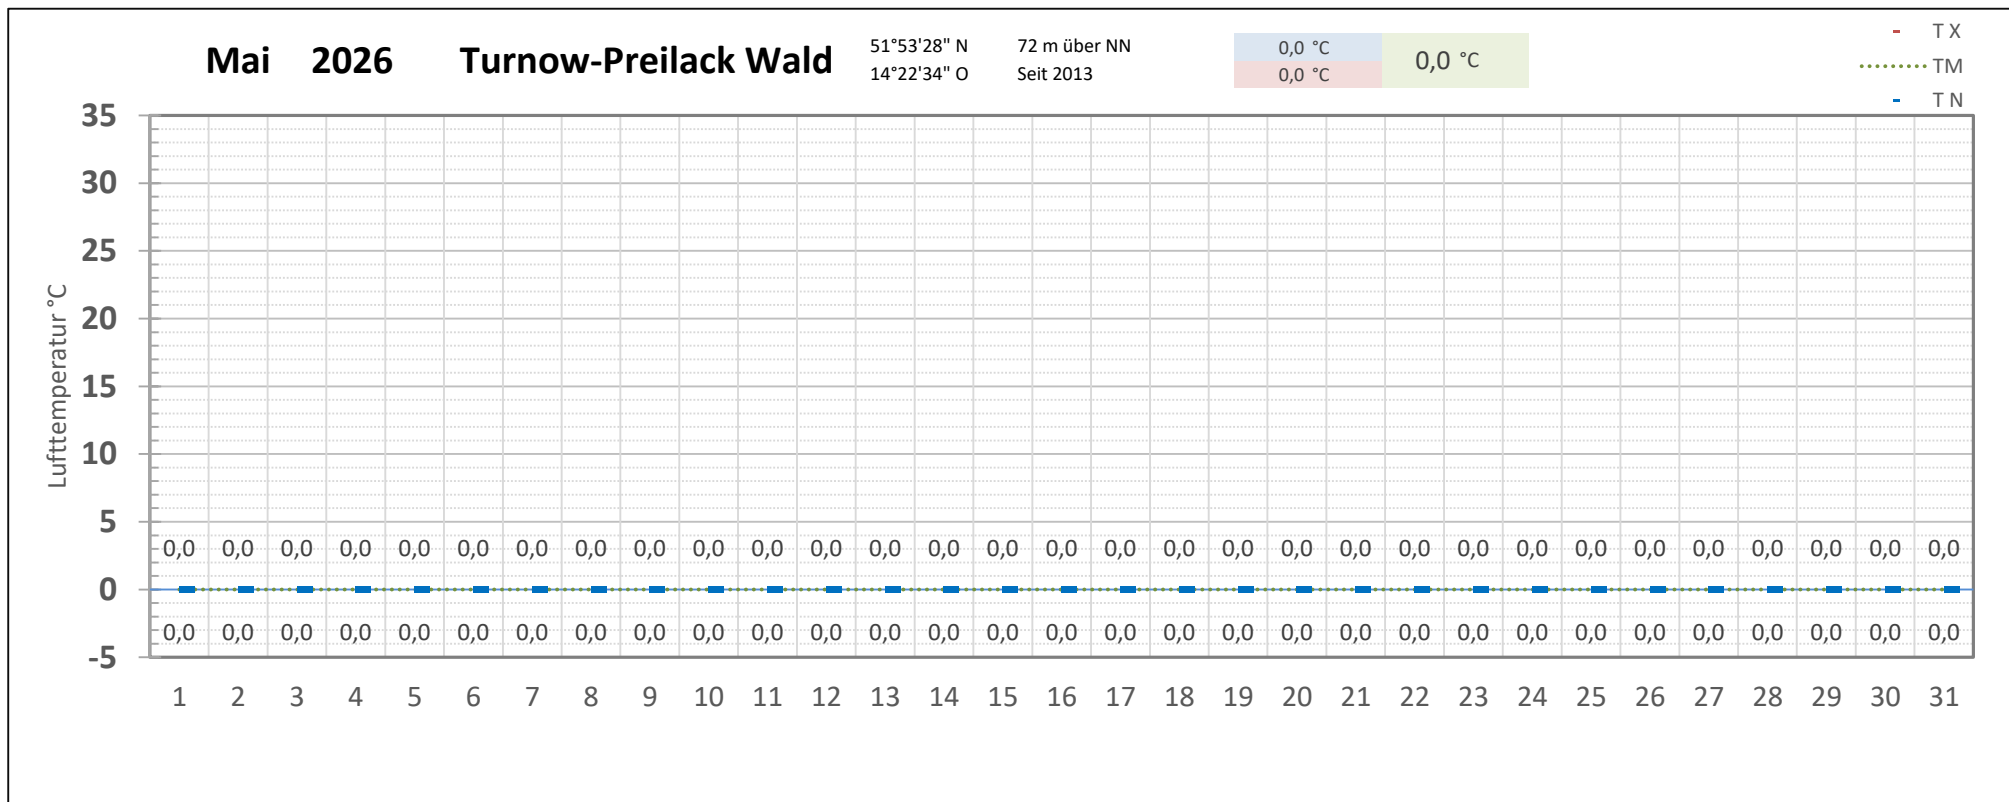 Mai 2026 Turnow-Preilack Wald
51°53'28" N 72 m über NN
14°22'34" O Seit 2013
0,0 °C
0,0 °C
0,0 °C
T X
TM
T N
Lufttemperatur °C
35
30
25
20
15
10
5
0,0 0,0 0,0 0,0 0,0 0,0 0,0 0,0 0,0 0,0 0,0 0,0 0,0 0,0 0,0 0,0 0,0 0,0 0,0 0,0 0,0 0,0 0,0 0,0 0,0 0,0 0,0 0,0 0,0 0,0 0,0
0
0,0 0,0 0,0 0,0 0,0 0,0 0,0 0,0 0,0 0,0 0,0 0,0 0,0 0,0 0,0 0,0 0,0 0,0 0,0 0,0 0,0 0,0 0,0 0,0 0,0 0,0 0,0 0,0 0,0 0,0 0,0
-5
1 2 3 4 5 6 7 8 9 10 11 12 13 14 15 16 17 18 19 20 21 22 23 24 25 26 27 28 29 30 31